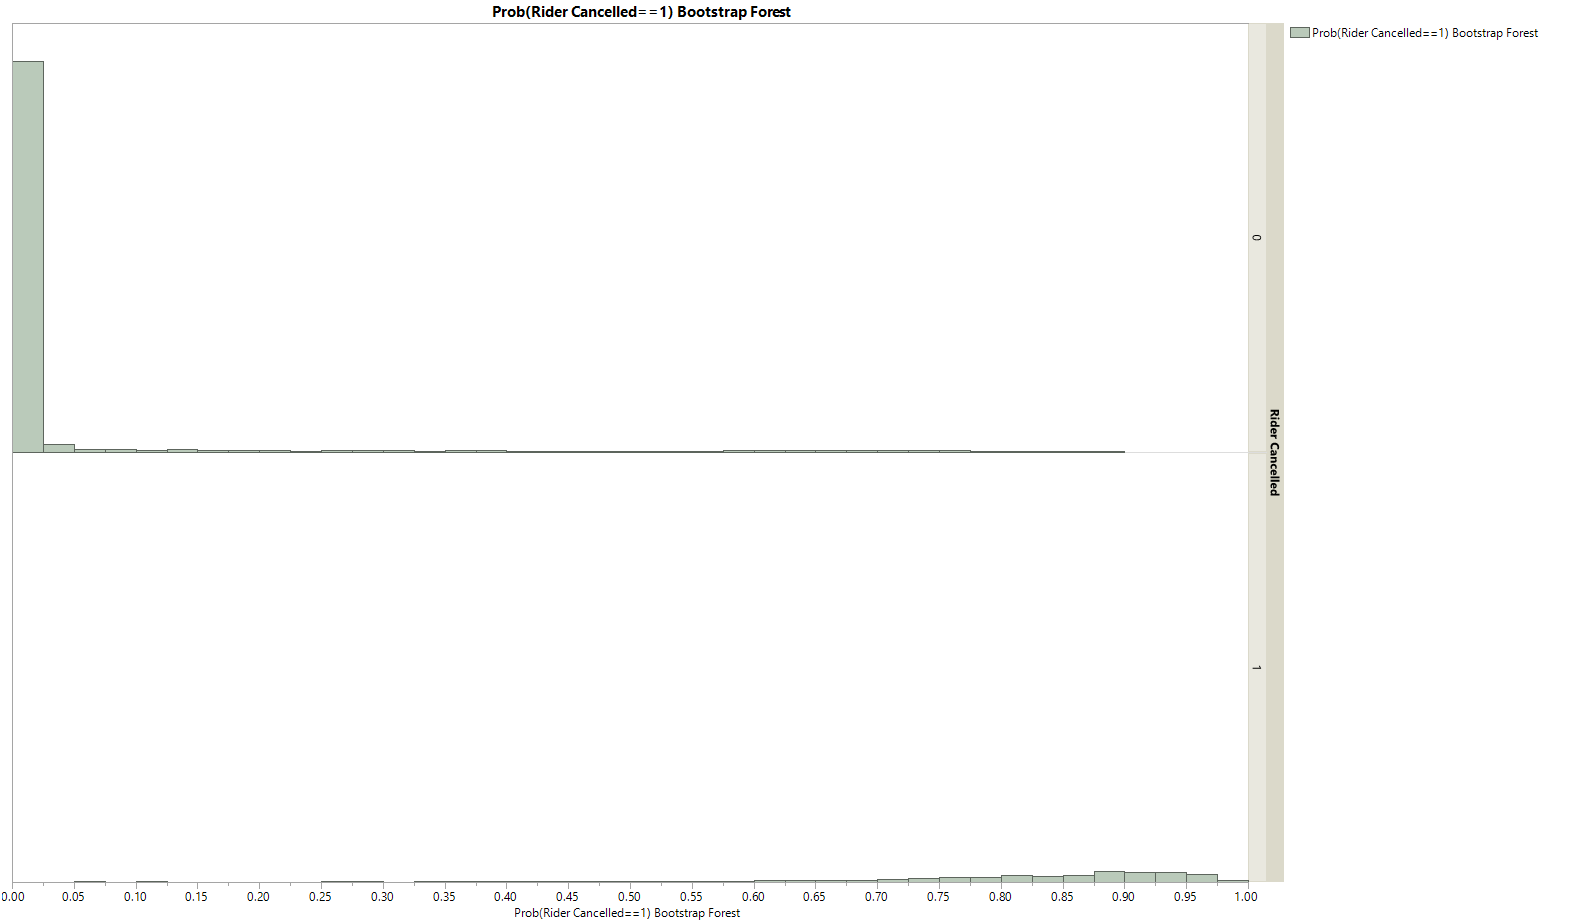 Prob(Rider Cancelled==1) Bootstrap Forest
Prob(Rider Cancelled==1) Bootstrap Forest
0
Rider Cancelled
1
0.00 0.05 0.10 0.15 0.20 0.25 0.30 0.35 0.40 0.45 0.50 0.55 0.60 0.65 0.70 0.75 0.80 0.85 0.90 0.95 1.00
Prob(Rider Cancelled==1) Bootstrap Forest